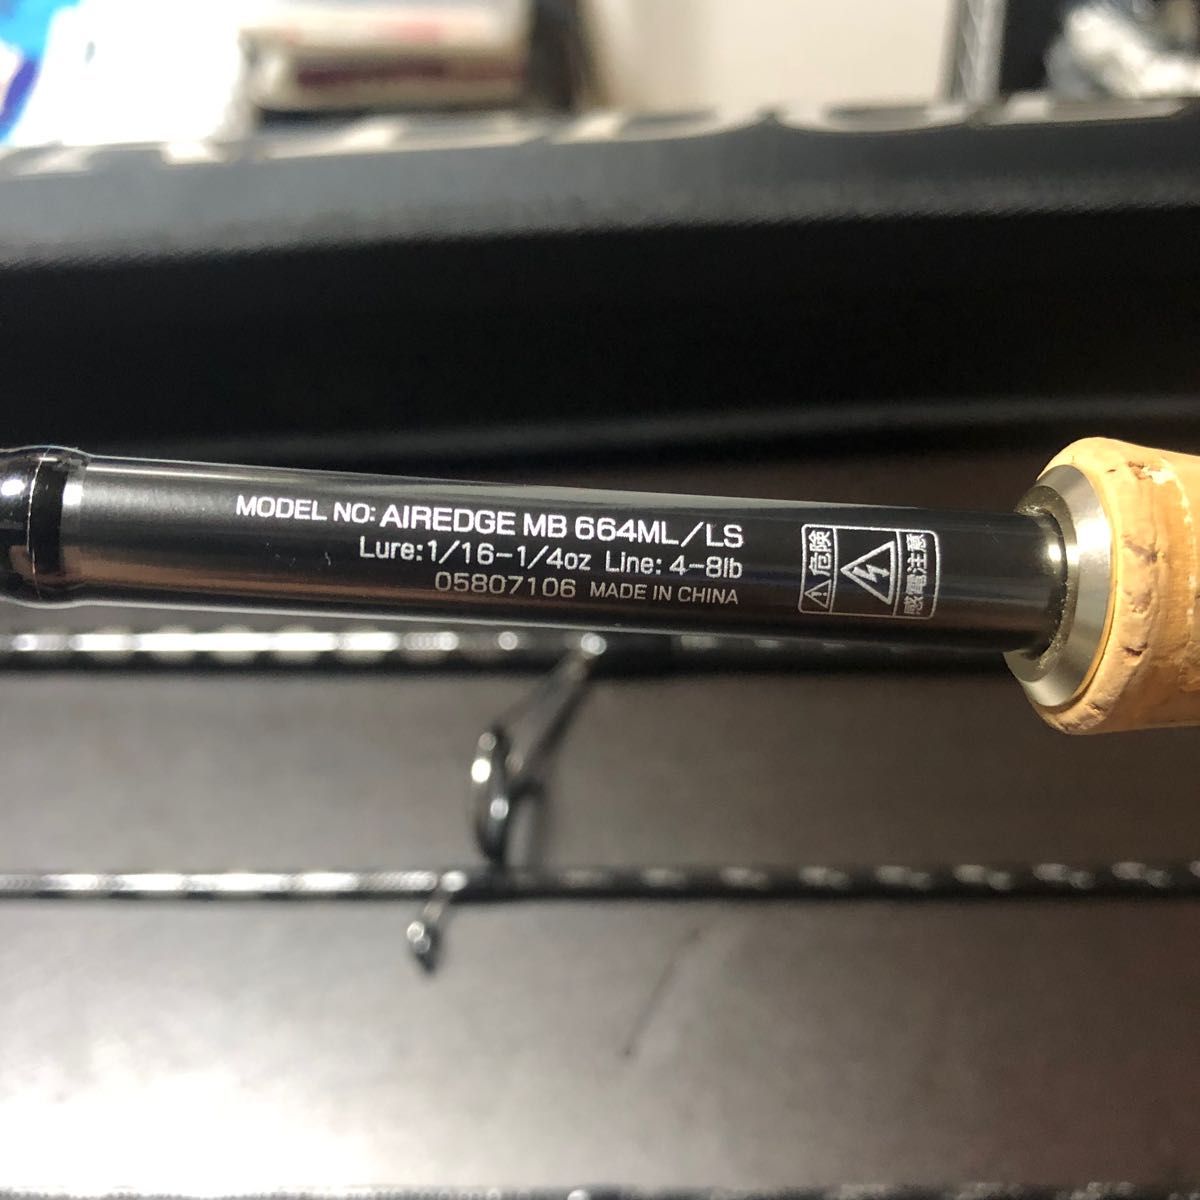 MODEL NO: AIREDGE MB 664ML/LS
Lure:1/16-1/4oz Line: 4-8lb
05807106 MADE IN CHINA
危険
感電注意